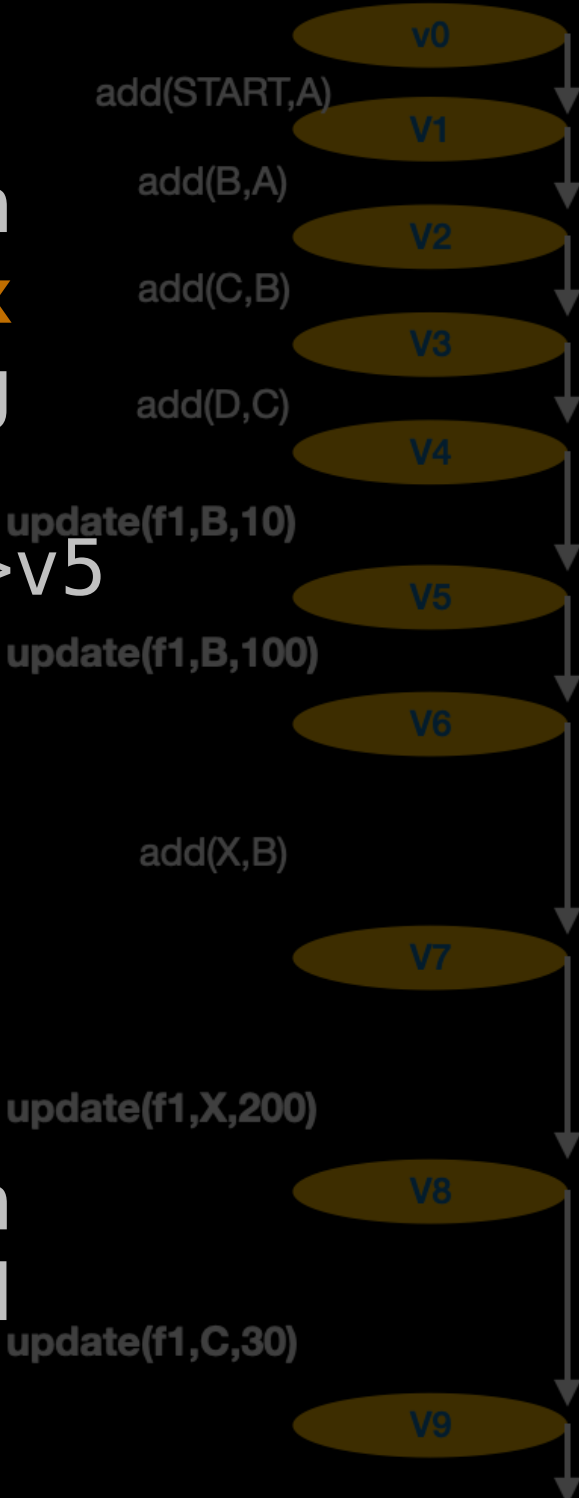 v0
add(START,A)
V1
add(B,A)
V2
add(C,B)
V3
add(D,C)
V4
update(f1,B,10)
>v5
V5
update(f1,B,100)
V6
add(X,B)
V7
update(f1,X,200)
V8
update(f1,C,30)
V9